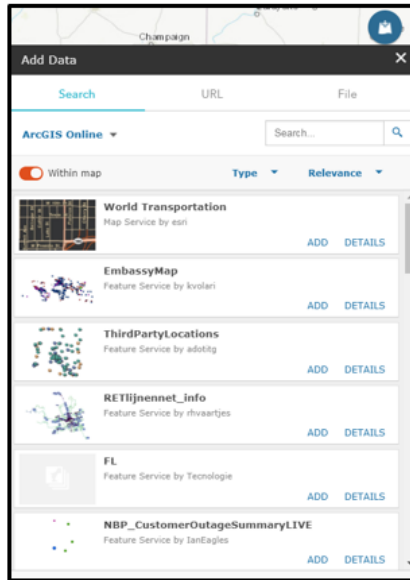 Champaign
Add Data
Search URL File
ArcGIS Online Search...
Within map Type Relevance
World Transportation
Map Service by esri
ADD DETAILS
EmbassyMap
Feature Service by kvolari
ADD DETAILS
ThirdPartyLocations
Feature Service by adotitg
ADD DETAILS
RETlijnennet_info
Feature Service by rhvaartjes
ADD DETAILS
FL
Feature Service by Tecnologie
ADD DETAILS
NBP_CustomerOutageSummaryLIVE
Feature Service by IanEagles
ADD DETAILS